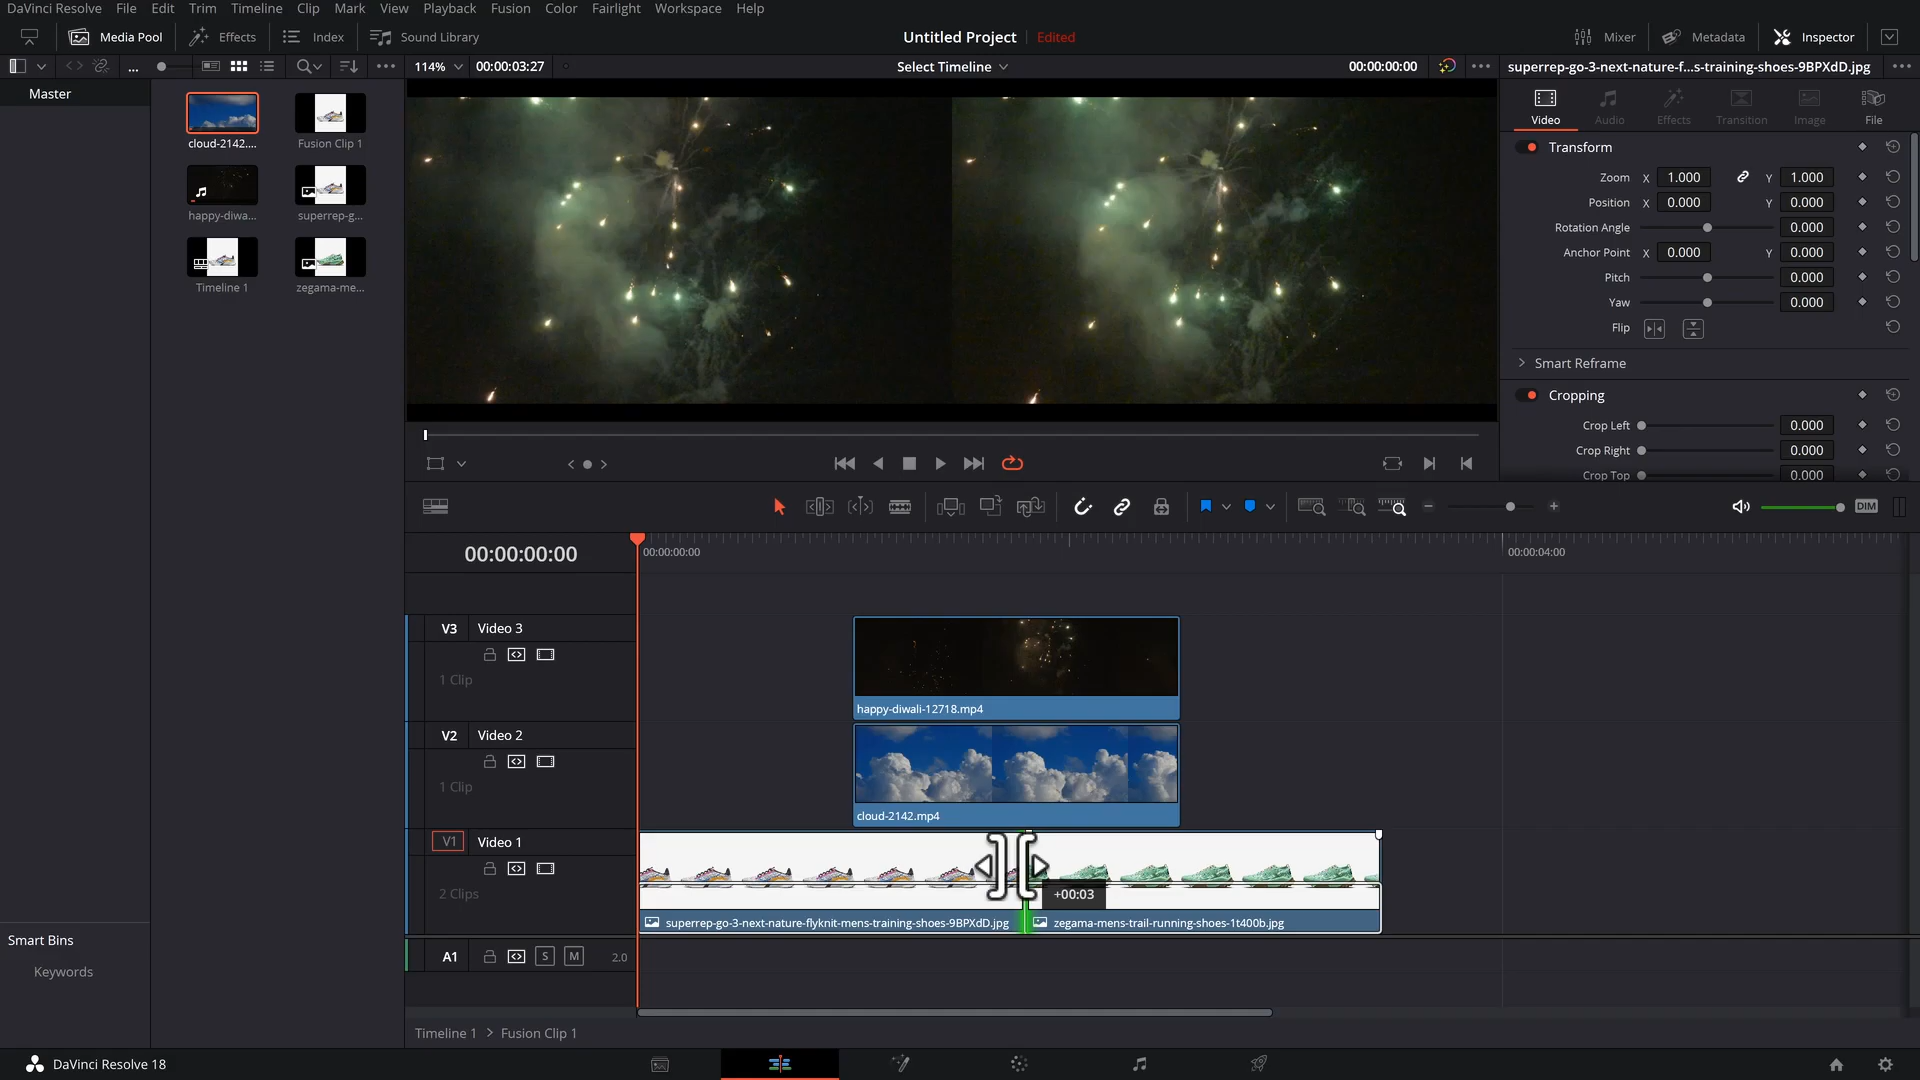 DaVinci Resolve File Edit Trim Timeline Clip Mark View Playback Fusion Color Fairlight Workspace Help
Media Pool Effects Index Sound Library Untitled Project Edited Mixer Metadata Inspector
... 114% 00:00:03:27 Select Timeline 00:00:00:00 superrep-go-3-next-nature-f...s-training-shoes-9BPXdD.jpg
Master
cloud-2142.... Fusion Clip 1
happy-diwa... superrep-g...
Timeline 1 zegama-me...
Video Audio Effects Transition Image File
Transform
Zoom X 1.000 Y 1.000
Position X 0.000 Y 0.000
Rotation Angle 0.000
Anchor Point X 0.000 Y 0.000
Pitch 0.000
Yaw 0.000
Flip
Smart Reframe
Cropping
Crop Left 0.000
Crop Right 0.000
Crop Top 0.000
DIM
00:00:00:00 00:00:00:00 00:00:04:00
V3 Video 3
1 Clip
happy-diwali-12718.mp4
V2 Video 2
1 Clip
cloud-2142.mp4
V1 Video 1
2 Clips
+00:03
superrep-go-3-next-nature-flyknit-mens-training-shoes-9BPXdD.jpg zegama-mens-trail-running-shoes-1t400b.jpg
A1 S M 2.0
Smart Bins
Keywords
Timeline 1 > Fusion Clip 1
DaVinci Resolve 18